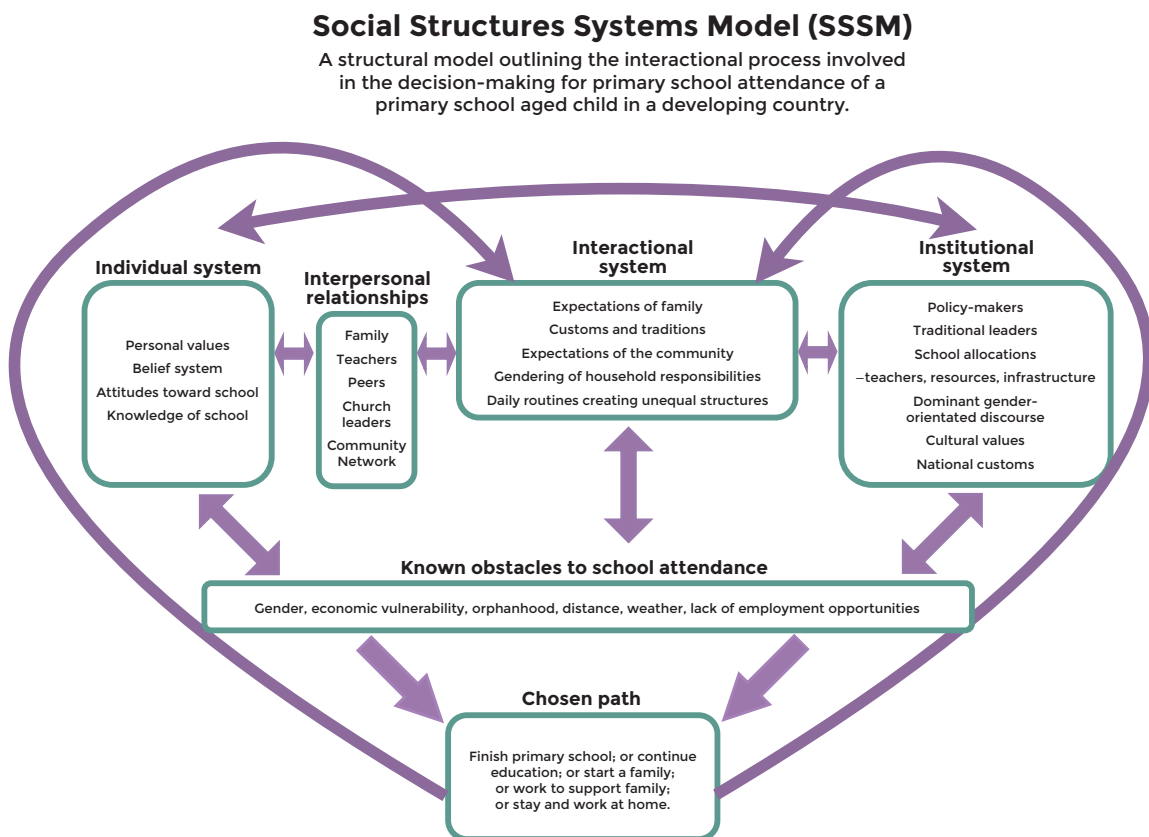 Social Structures Systems Model (SSSM)
A structural model outlining the interactional process involved
in the decision-making for primary school attendance of a
primary school aged child in a developing country.
Individual system
Personal values
Belief system
Attitudes toward school
Knowledge of school
Interpersonal
relationships
Family
Teachers
Peers
Church
leaders
Community
Network
Interactional
system
Expectations of family
Customs and traditions
Expectations of the community
Gendering of household responsibilities
Daily routines creating unequal structures
Institutional
system
Policy-makers
Traditional leaders
School allocations
–teachers, resources, infrastructure
Dominant gender-
orientated discourse
Cultural values
National customs
Known obstacles to school attendance
Gender, economic vulnerability, orphanhood, distance, weather, lack of employment opportunities
Chosen path
Finish primary school; or continue
education; or start a family;
or work to support family;
or stay and work at home.